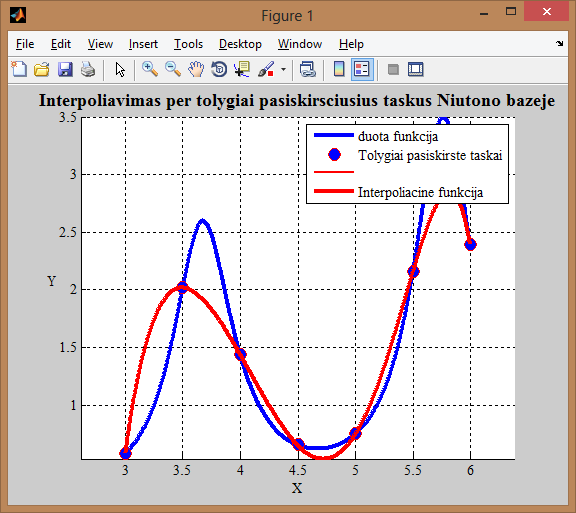 Figure 1
File Edit View Insert Tools Desktop Window Help
Interpoliavimas per tolygiai pasiskirsciusius taskus Niutono bazeje
duota funkcija
Tolygiai pasiskirste taskai
Interpoliacine funkcija
3.5
3
2.5
2
1.5
1
Y
3 3.5 4 4.5 5 5.5 6
X